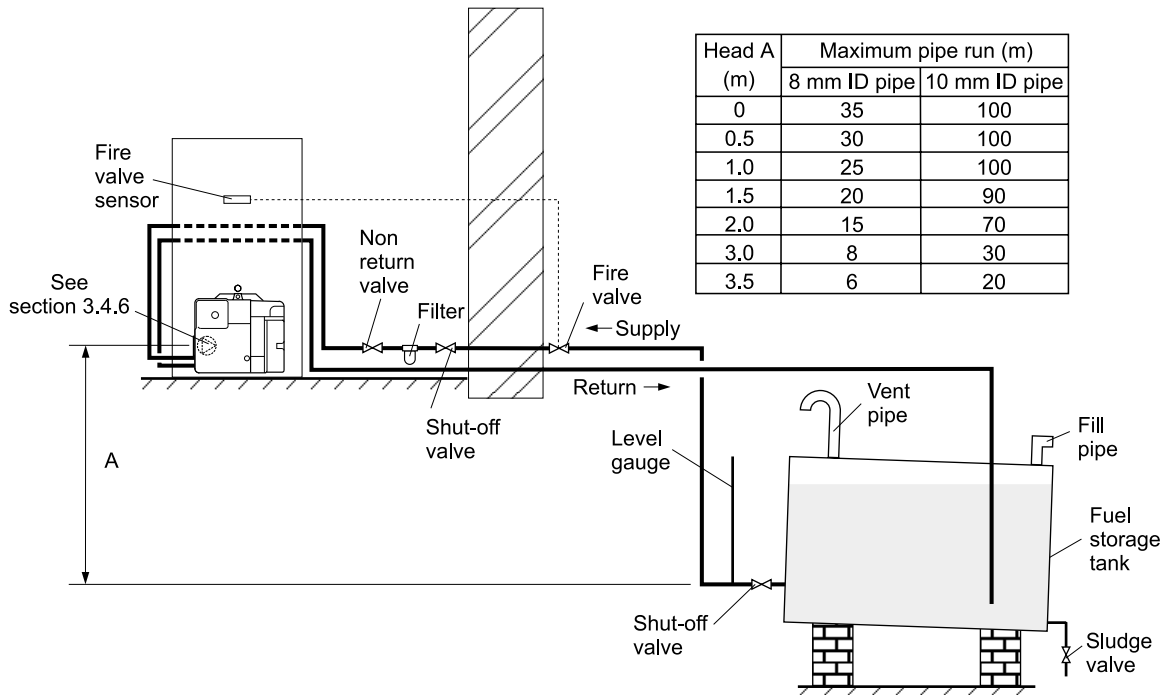 Head A
(m)
Maximum pipe run (m)
8 mm ID pipe
10 mm ID pipe
0 35 100
0.5 30 100
1.0 25 100
1.5 20 90
2.0 15 70
3.0 8 30
3.5 6 20
Fire
valve
sensor
See
section 3.4.6
Non
return
valve
Filter
Fire
valve
Supply
Return
Shut-off
valve
Level
gauge
Vent
pipe
Fill
pipe
A
Fuel
storage
tank
Shut-off
valve
Sludge
valve